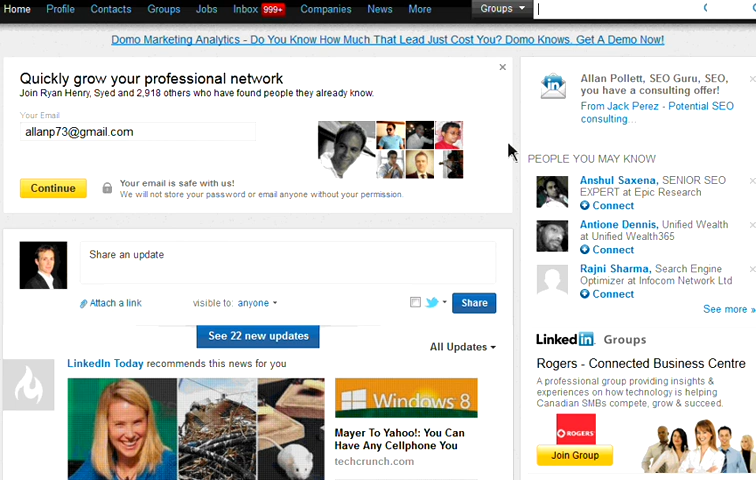 Home Profile Contacts Groups Jobs Inbox 999+ Companies News More Groups
Domo Marketing Analytics - Do You Know How Much That Lead Just Cost You? Domo Knows. Get A Demo Now!
Quickly grow your professional network
Join Ryan Henry, Syed and 2,918 others who have found people they already know.
Your Email
allanp73@gmail.com
Continue
Your email is safe with us!
We will not store your password or email anyone without your permission.
Share an update
Attach a link
visible to: anyone
Share
See 22 new updates
All Updates
LinkedIn Today recommends this news for you
Windows 8
Mayer To Yahoo!: You Can
Have Any Cellphone You
techcrunch.com
Allan Pollett, SEO Guru, SEO,
you have a consulting offer!
From Jack Perez - Potential SEO
consulting...
PEOPLE YOU MAY KNOW
Anshul Saxena, SENIOR SEO
EXPERT at Epic Research
Connect
Antione Dennis, Unified Wealth
at Unified Wealth365
Connect
Rajni Sharma, Search Engine
Optimizer at Infocom Network Ltd
Connect
See more »
Linked in Groups
Rogers - Connected Business Centre
A professional group providing insights &
experiences on how technology is helping
Canadian SMBs compete, grow & succeed.
ROGERS
Join Group